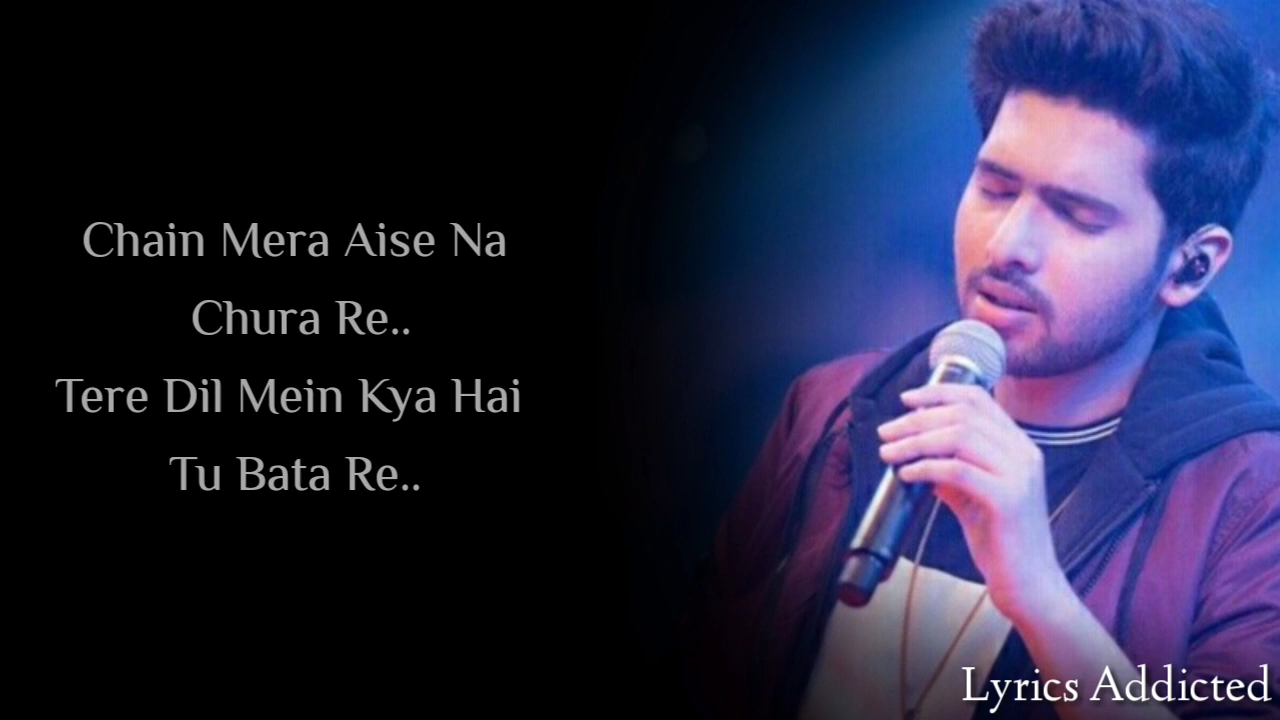 Chain Mera Aise Na
Chura Re..
Tere Dil Mein Kya Hai
Tu Bata Re..
Lyrics Addicted